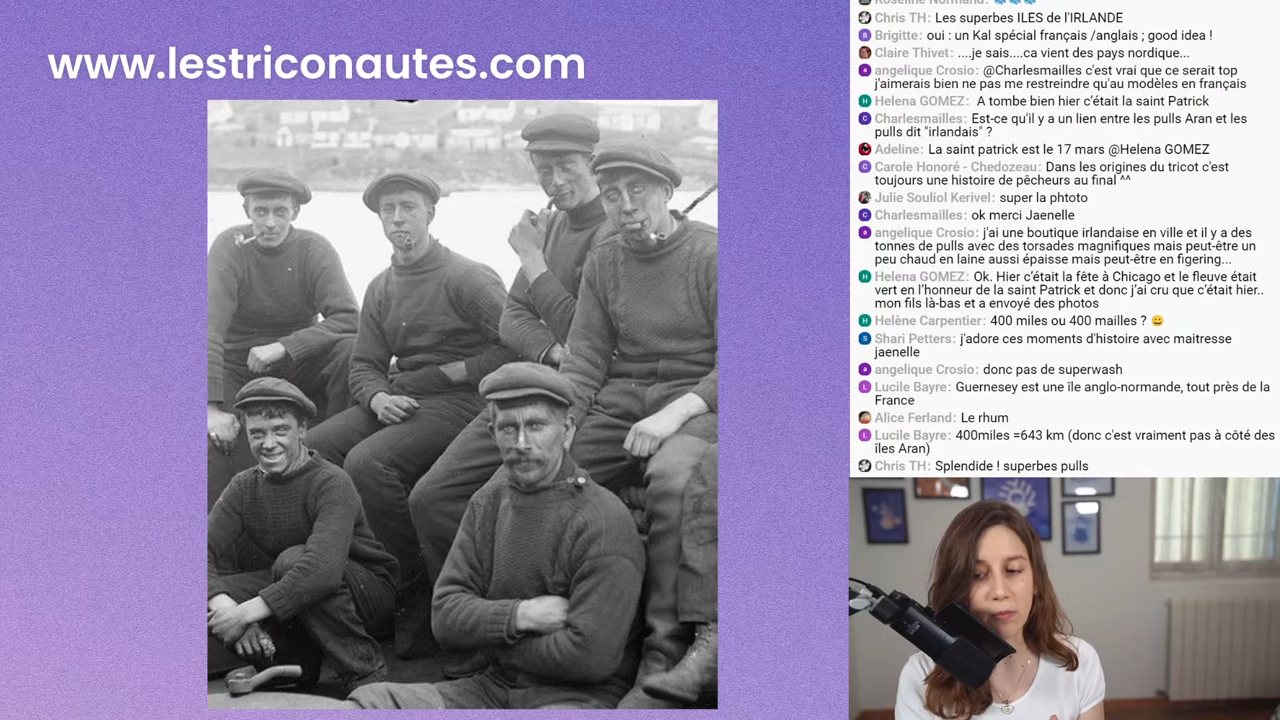 www.lestriconautes.com
Roseline Normand:
Chris TH: Les superbes ILES de l'IRLANDE
Brigitte: oui : un Kal spécial français /anglais ; good idea !
Claire Thivet: ....je sais....ca vient des pays nordique...
angelique Crosio: @Charlesmailles c'est vrai que ce serait top
j'aimerais bien ne pas me restreindre qu'au modèles en français
Helena GOMEZ: A tombe bien hier c'était la saint Patrick
Charlesmailles: Est-ce qu'il y a un lien entre les pulls Aran et les
pulls dit "irlandais" ?
Adeline: La saint patrick est le 17 mars @Helena GOMEZ
Carole Honoré - Chedozeau: Dans les origines du tricot c'est
toujours une histoire de pêcheurs au final ^^
Julie Souliol Kerivel: super la phtoto
Charlesmailles: ok merci Jaenelle
angelique Crosio: j'ai une boutique irlandaise en ville et il y a des
tonnes de pulls avec des torsades magnifiques mais peut-être un
peu chaud en laine aussi épaisse mais peut-être en figering...
Helena GOMEZ: Ok. Hier c'était la fête à Chicago et le fleuve était
vert en l'honneur de la saint Patrick et donc j'ai cru que c'était hier..
mon fils là-bas et a envoyé des photos
Helène Carpentier: 400 miles ou 400 mailles ? 😀
Shari Petters: j'adore ces moments d'histoire avec maitresse
jaenelle
angelique Crosio: donc pas de superwash
Lucile Bayre: Guernesey est une île anglo-normande, tout près de la
France
Alice Ferland: Le rhum
Lucile Bayre: 400miles =643 km (donc c'est vraiment pas à côté des
îles Aran)
Chris TH: Splendide ! superbes pulls